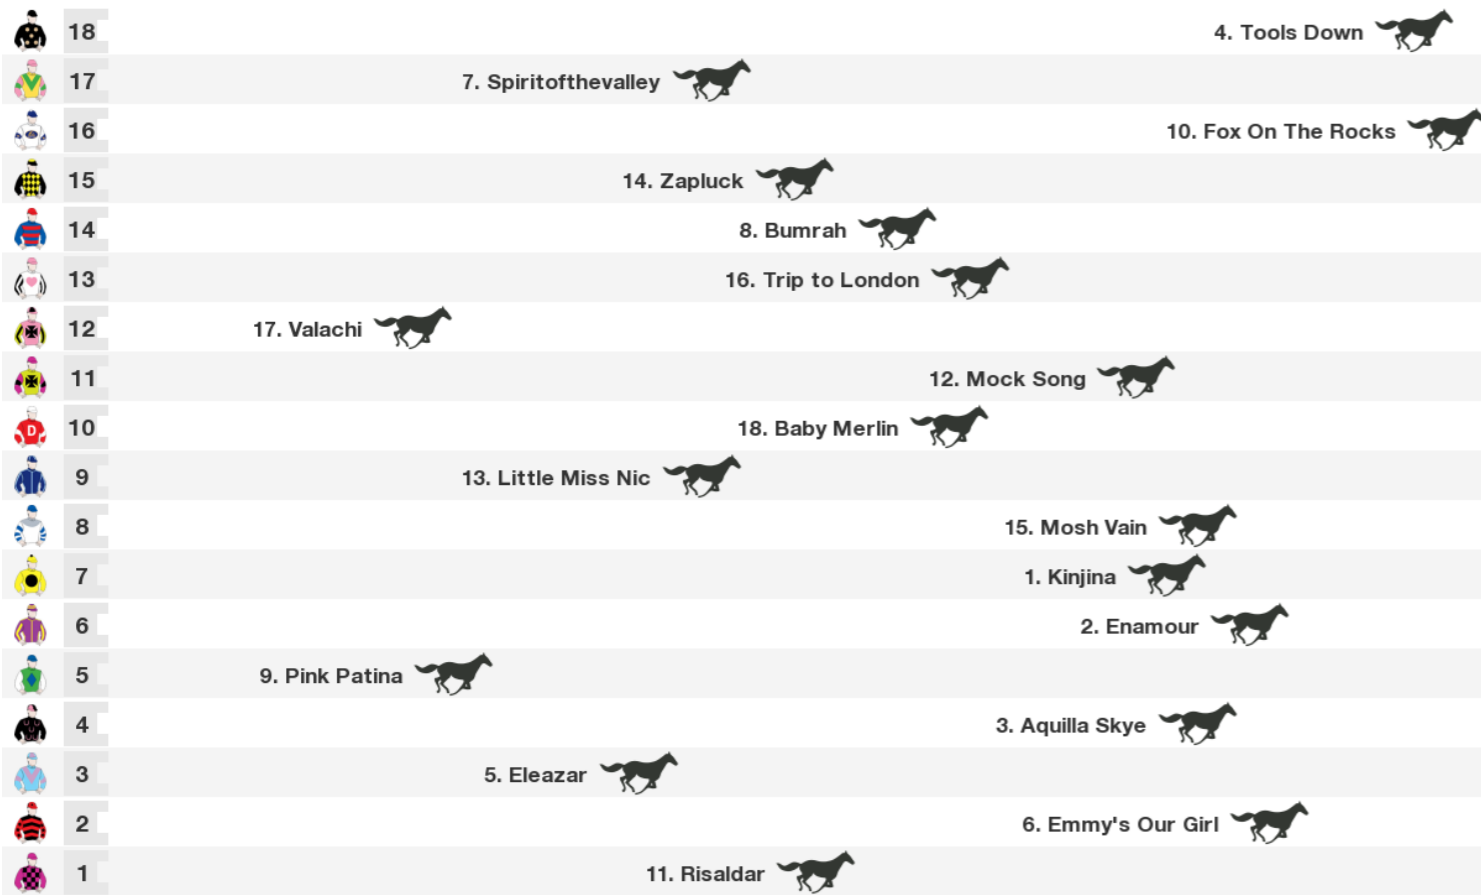 18 4. Tools Down
17 7. Spiritofthevalley
16 10. Fox On The Rocks
15 14. Zapluck
14 8. Bumrah
13 16. Trip to London
12 17. Valachi
11 12. Mock Song
D 10 18. Baby Merlin
9 13. Little Miss Nic
8 15. Mosh Vain
7 1. Kinjina
6 2. Enamour
5 9. Pink Patina
4 3. Aquilla Skye
3 5. Eleazar
2 6. Emmy's Our Girl
1 11. Risaldar